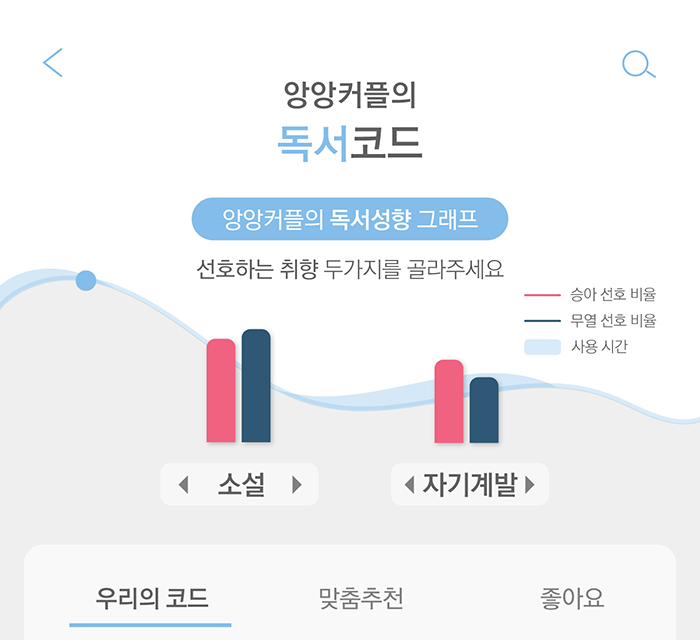 앙앙커플의
독서코드
앙앙커플의 독서성향 그래프
선호하는 취향 두가지를 골라주세요
승아 선호 비율
무열 선호 비율
사용 시간
소설
자기계발
우리의 코드 맞춤추천 좋아요